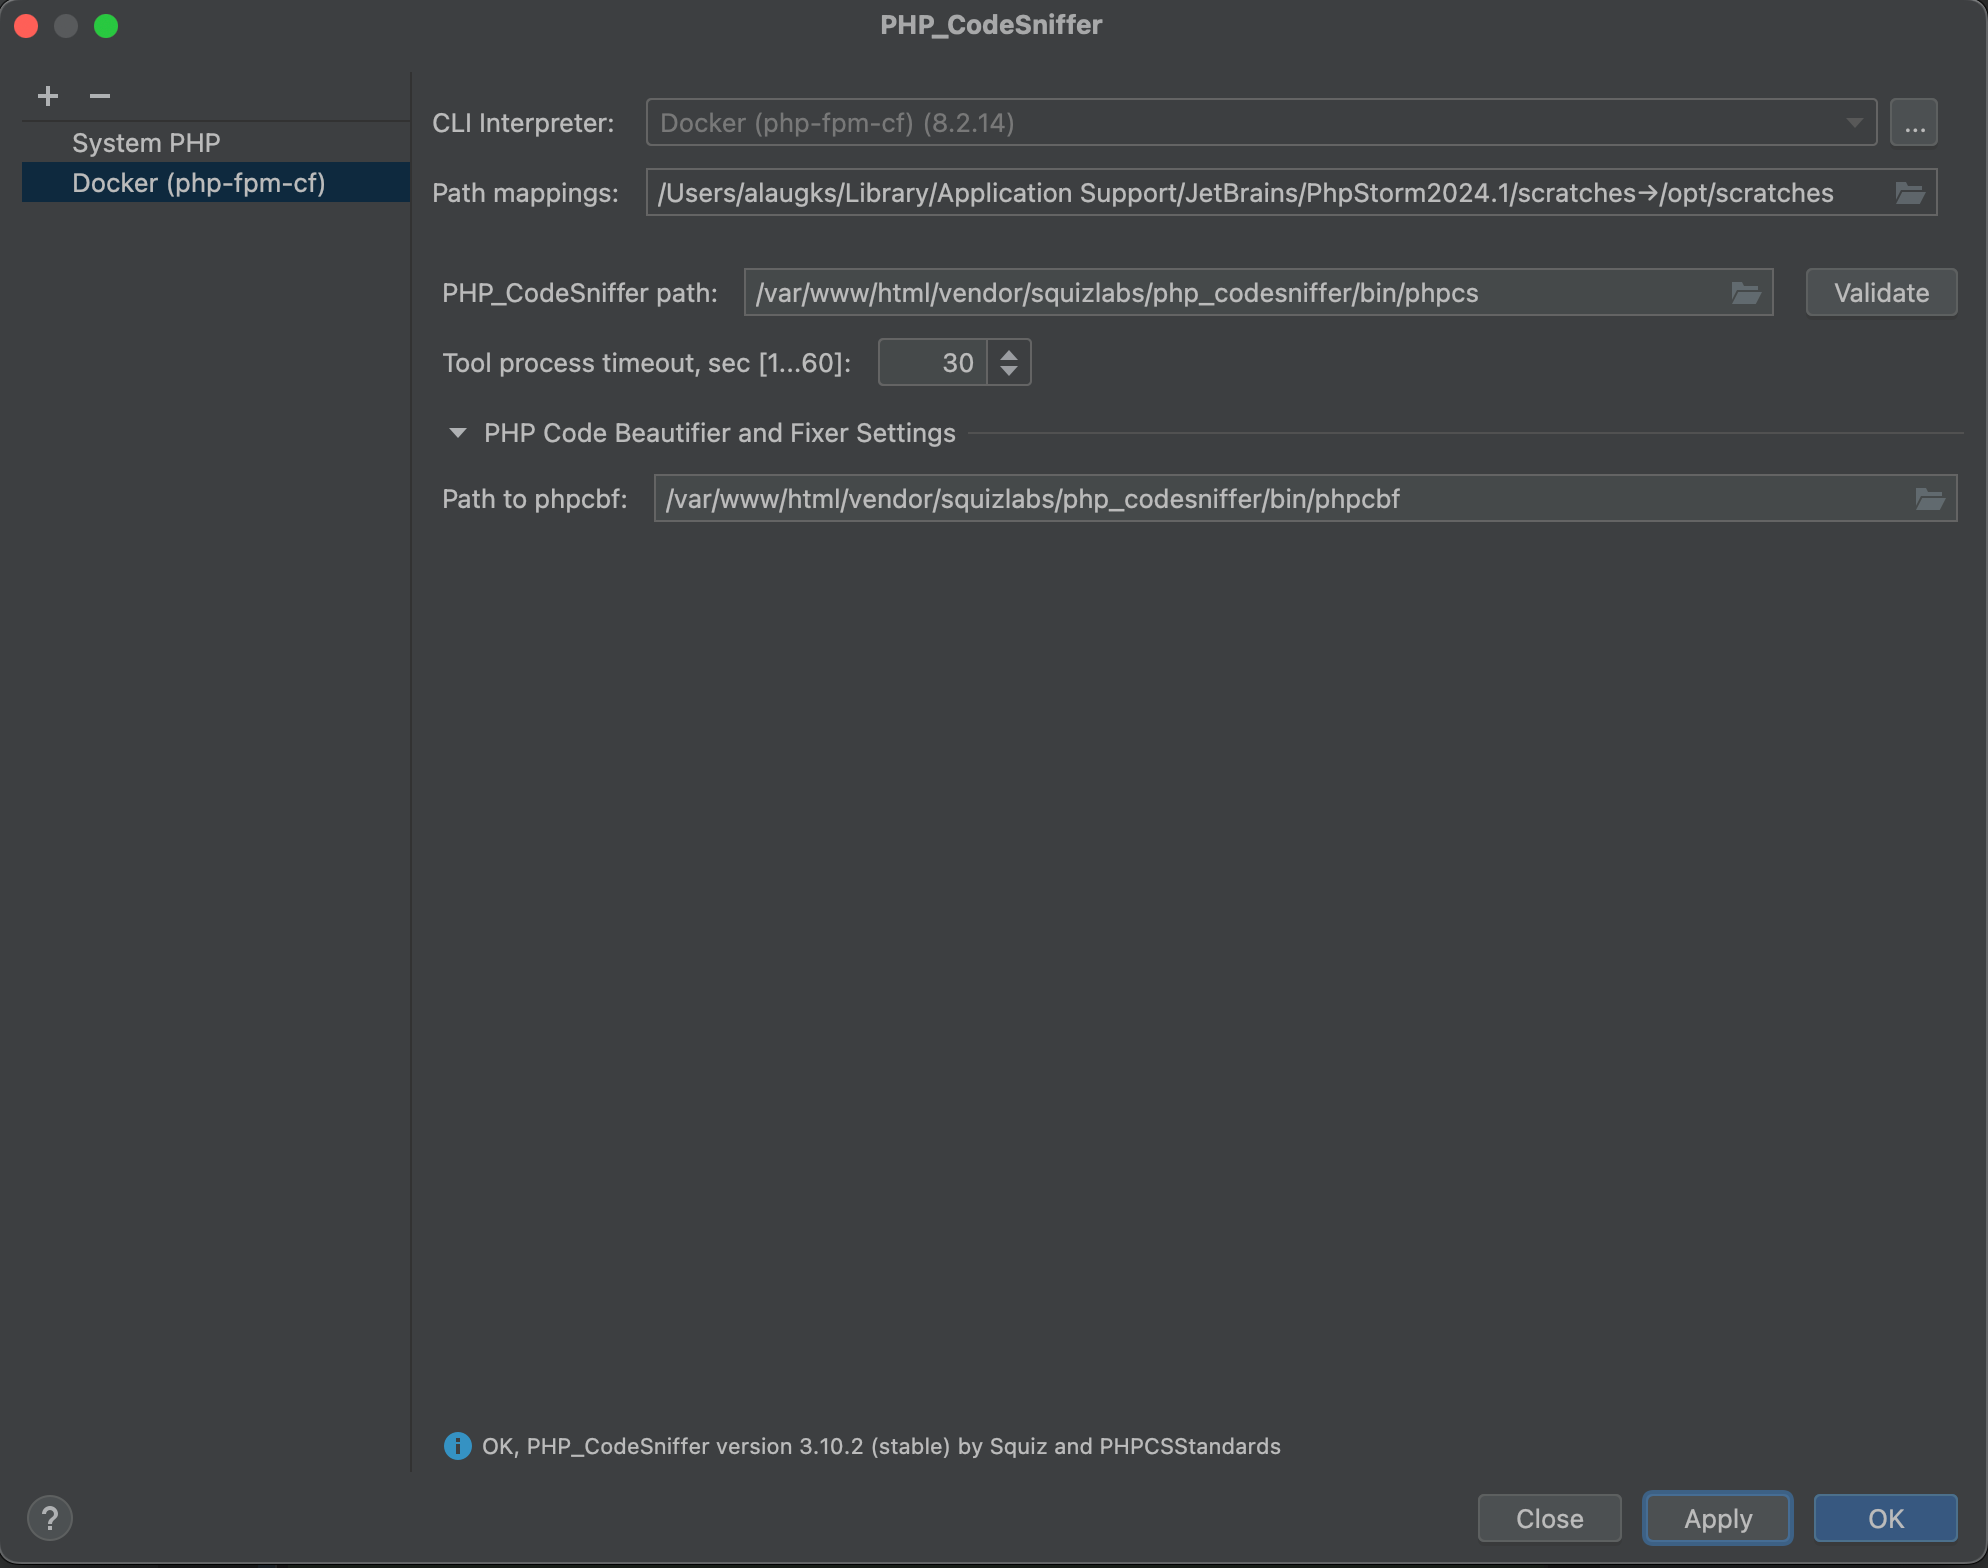 PHP_CodeSniffer
System PHP
Docker (php-fpm-cf)
CLI Interpreter: Docker (php-fpm-cf) (8.2.14) ...
Path mappings: /Users/alaugks/Library/Application Support/JetBrains/PhpStorm2024.1/scratches→/opt/scratches
PHP_CodeSniffer path: /var/www/html/vendor/squizlabs/php_codesniffer/bin/phpcs Validate
Tool process timeout, sec [1...60]: 30
PHP Code Beautifier and Fixer Settings
Path to phpcbf: /var/www/html/vendor/squizlabs/php_codesniffer/bin/phpcbf
OK, PHP_CodeSniffer version 3.10.2 (stable) by Squiz and PHPCSStandards
? Close Apply OK